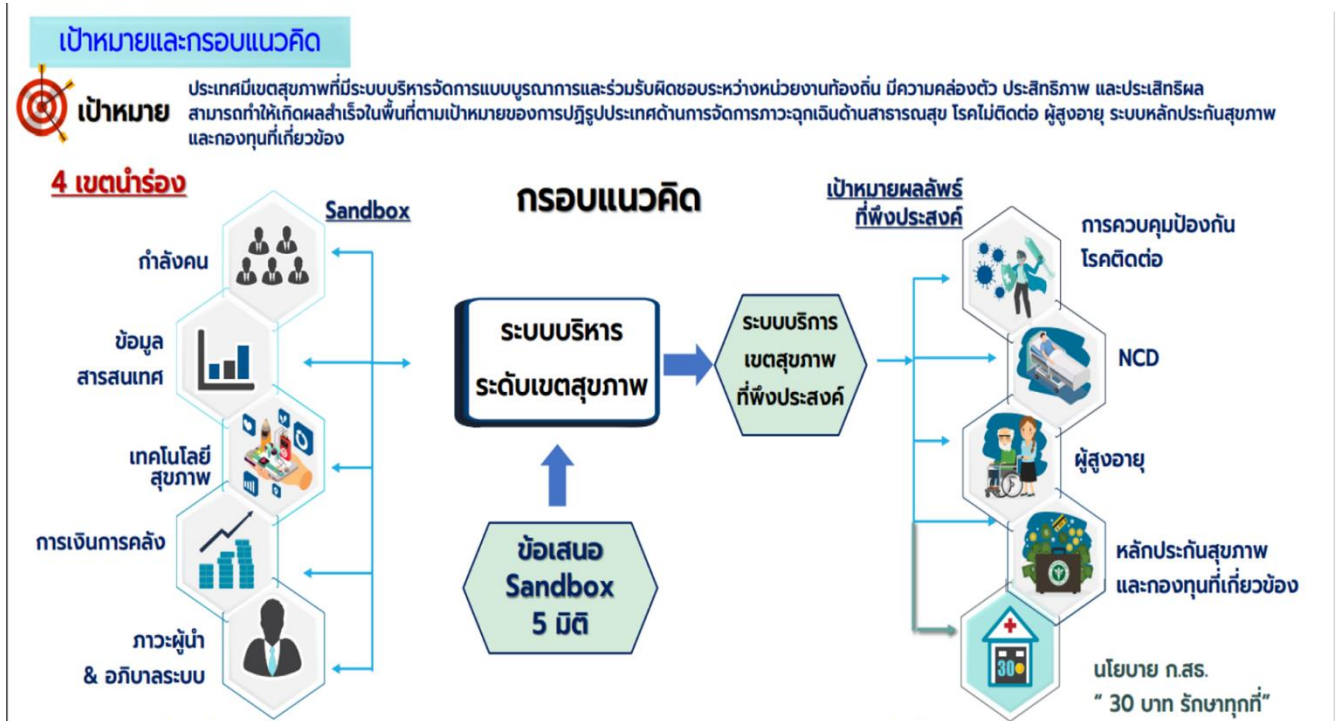 เป้าหมายและกรอบแนวคิด
เป้าหมาย
ประเทศมีเขตสุขภาพที่มีระบบบริหารจัดการแบบบูรณาการและร่วมรับผิดชอบระหว่างหน่วยงานท้องถิ่น มีความคล่องตัว ประสิทธิภาพ และประเสิทธิผล
สามารถทำให้เกิดผลสำเร็จในพื้นที่ตามเป้าหมายของการปฏิรูปประเทศด้านการจัดการภาวะฉุกเฉินด้านสาธารณสุข โรคไม่ติดต่อ ผู้สูงอายุ ระบบหลักประกันสุขภาพ
และกองทุนที่เกี่ยวข้อง
4 เขตนำร่อง
Sandbox
กำลังคน
ข้อมูล
สารสนเทศ
เทคโนโลยี
สุขภาพ
การเงินการคลัง
ภาวะผู้นำ
& อภิบาลระบบ
กรอบแนวคิด
ระบบบริหาร
ระดับเขตสุขภาพ
ข้อเสนอ
Sandbox
5 มิติ
ระบบบริการ
เขตสุขภาพ
ที่พึงประสงค์
เป้าหมายผลลัพธ์
ที่พึงประสงค์
การควบคุมป้องกัน
โรคติดต่อ
NCD
ผู้สูงอายุ
หลักประกันสุขภาพ
และกองทุนที่เกี่ยวข้อง
30
นโยบาย ก.สธ.
“ 30 บาท รักษาทุกที่”